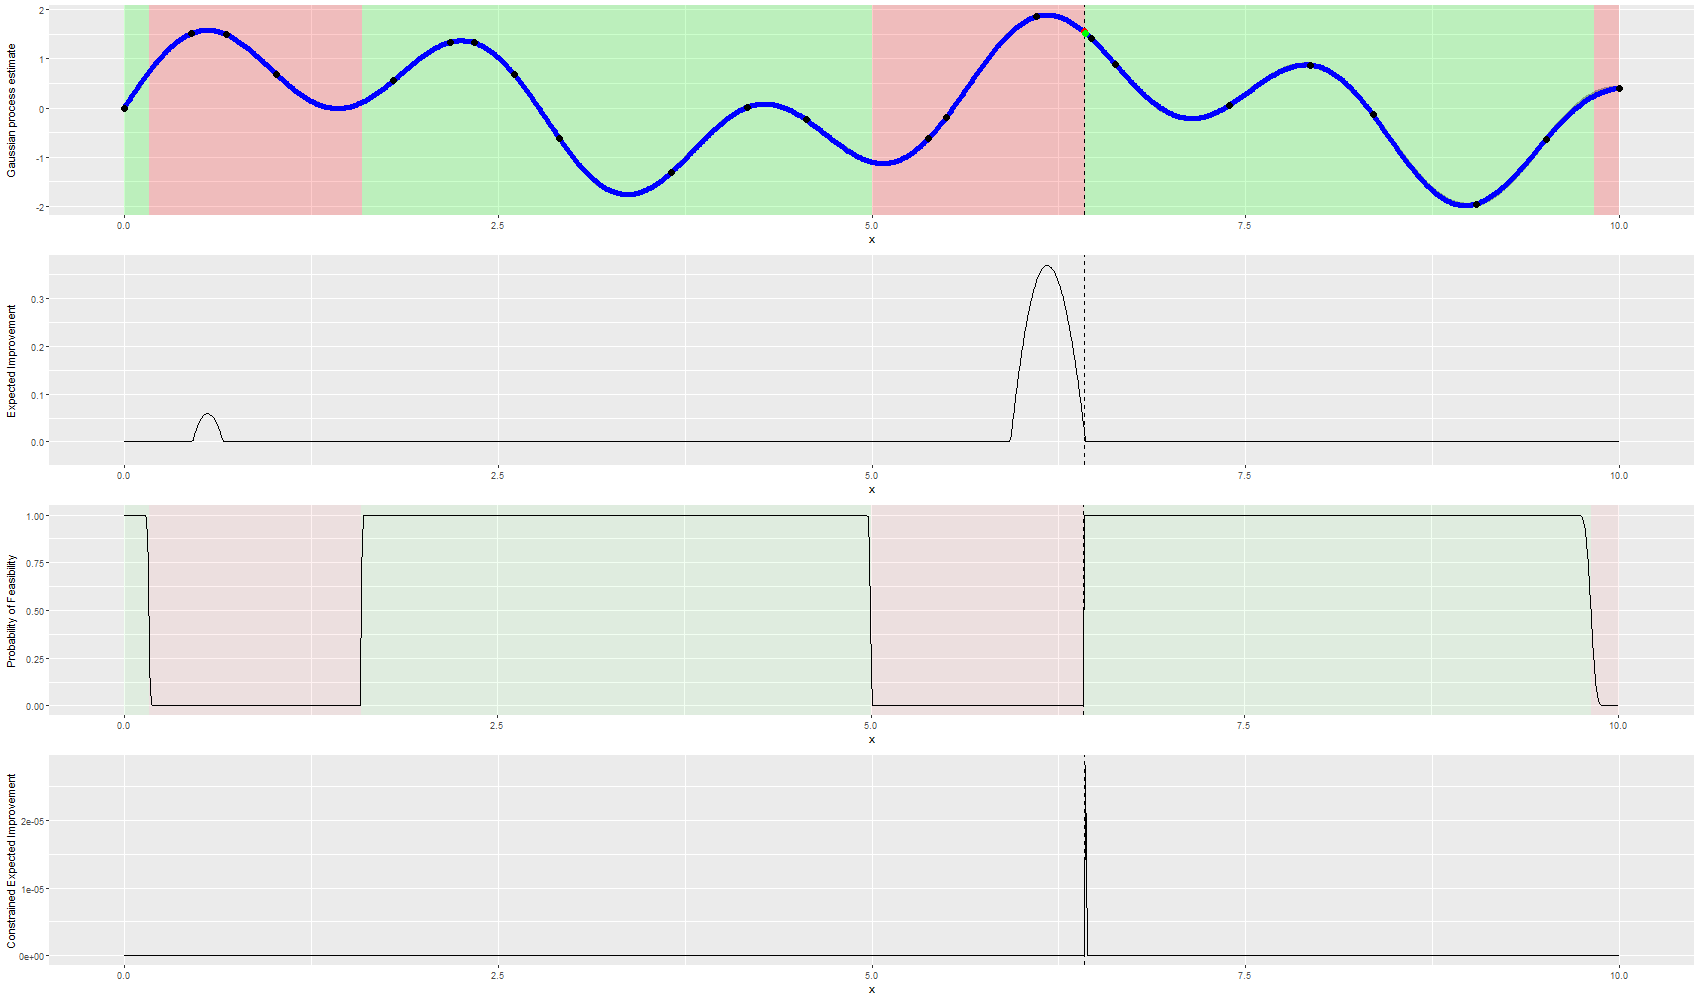 Gaussian process estimate
2
1
0
-1
-2
0.0 2.5 5.0 7.5 10.0
x
Expected Improvement
0.3
0.2
0.1
0.0
0.0 2.5 5.0 7.5 10.0
x
Probability of Feasibility
1.00
0.75
0.50
0.25
0.00
0.0 2.5 5.0 7.5 10.0
x
Constrained Expected Improvement
2e-05
1e-05
0e+00
0.0 2.5 5.0 7.5 10.0
x